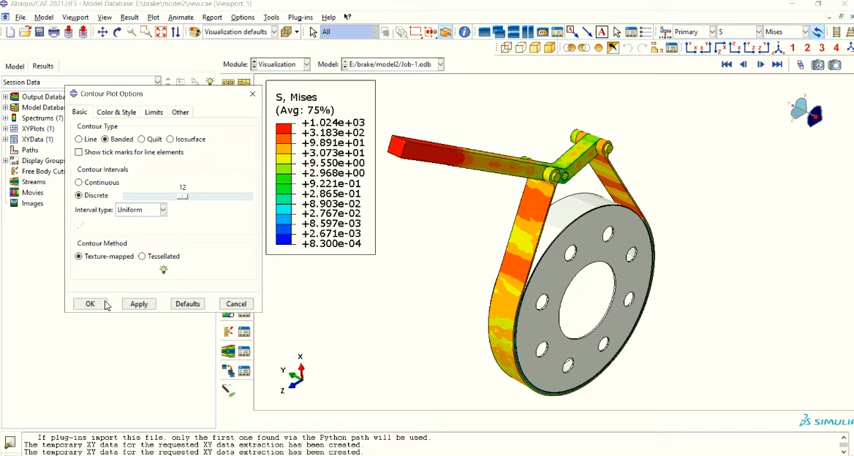 Abaqus/CAE 2021.HF5 - Model Database: E:\brake\model2\new.cae (Viewport: 1)
File Model Viewport View Result Plot Animate Report Options Tools Plug-ins Help
Visualization defaults All Primary S Mises
1 2 3 4
Model Results Module: Visualization Model: E:/brake/model2/Job-1.odb
Session Data
Output Datab
Model Databa
Spectrums (7)
XYPlots (1)
XYData (1)
Paths
Display Group
Free Body Cut
Streams
Movies
Images
Contour Plot Options
Basic Color & Style Limits Other
Contour Type
Line Banded Quilt Isosurface
Show tick marks for line elements
Contour Intervals
Continuous
12
Discrete
Interval type: Uniform
Contour Method
Texture-mapped Tessellated
OK Apply Defaults Cancel
S, Mises
(Avg: 75%)
+1.024e+03
+3.183e+02
+9.891e+01
+3.073e+01
+9.550e+00
+2.968e+00
+9.221e-01
+2.865e-01
+8.903e-02
+2.767e-02
+8.597e-03
+2.671e-03
+8.300e-04
X
Y
Z
SIMULI
If plug-ins import this file, only the first one found via the Python path will be used.
The temporary XY data for the requested XY data extraction has been created.
The temporary XY data for the requested XY data extraction has been created.